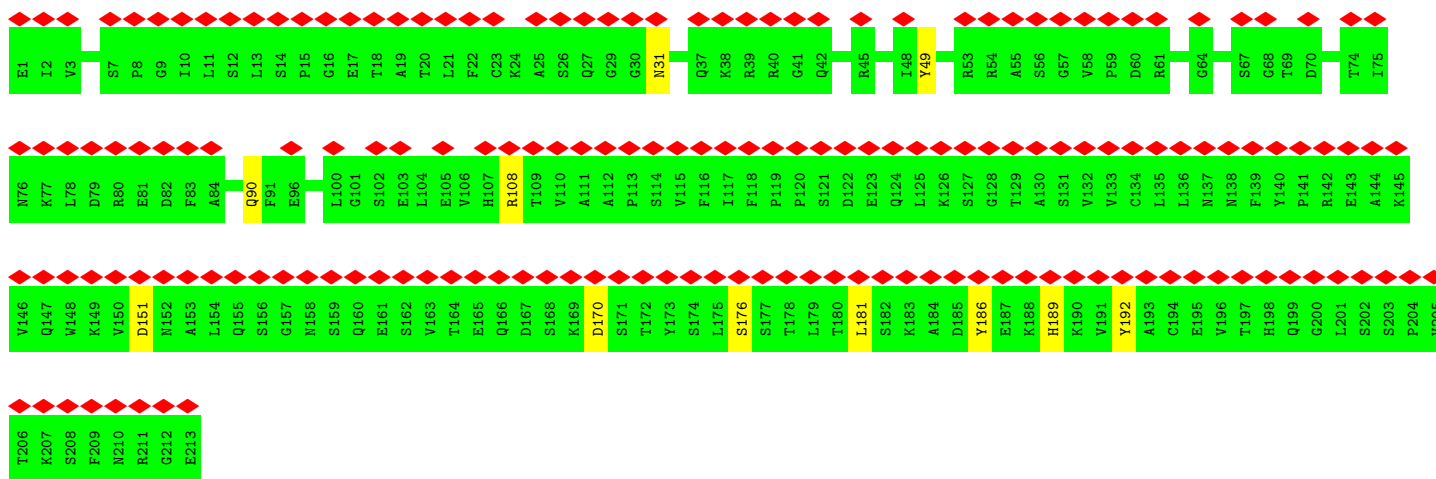 E1 I2 V3 S7 P8 G9 I10 L11 S12 L13 S14 P15 G16 E17 T18 A19 T20 L21 F22 C23 K24 A25 S26 Q27 G29 G30 N31 Q37 K38 R39 R40 G41 Q42 R45 I48 Y49 R53 R54 A55 S56 G57 V58 P59 D60 R61 G64 S67 G68 T69 D70 T74 I75
N76 K77 L78 D79 R80 E81 D82 F83 A84 Q90 F91 E96 L100 G101 S102 E103 L104 E105 V106 H107 R108 T109 V110 A111 A112 P113 S114 V115 F116 I117 F118 P119 P120 S121 D122 E123 Q124 L125 K126 S127 G128 T129 A130 S131 V132 V133 C134 L135 L136 N137 N138 F139 Y140 P141 R142 E143 A144 K145
V146 Q147 W148 K149 V150 D151 N152 A153 L154 Q155 S156 G157 N158 S159 Q160 E161 S162 V163 T164 E165 Q166 D167 S168 K169 D170 S171 T172 Y173 S174 L175 S176 S177 T178 L179 T180 L181 S182 K183 A184 D185 Y186 E187 K188 H189 K190 V191 Y192 A193 C194 E195 V196 T197 H198 Q199 G200 L201 S202 S203 P204
T206 K207 S208 F209 N210 R211 G212 E213